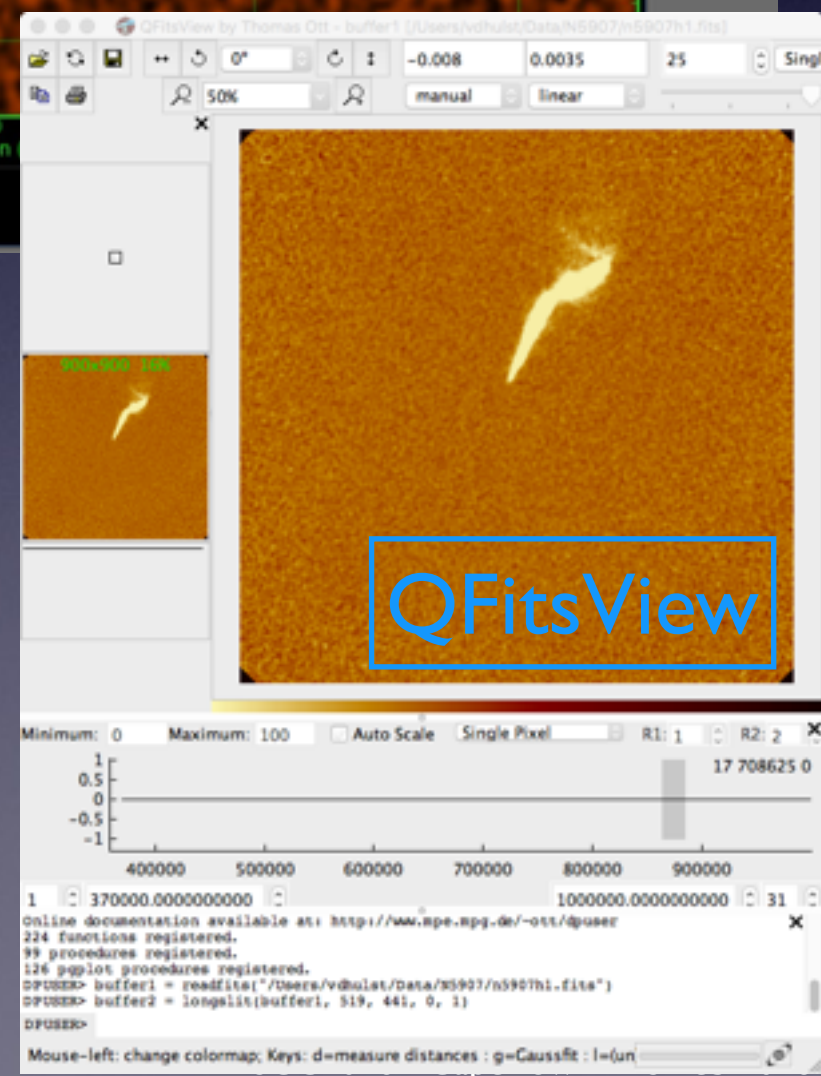 QFitsView by Thomas Ott - buffer1 [/Users/vdhulst/Data/N5907/n5907h1.fits]
0° -0.008 0.0035 25 Singl
50% manual linear
900x900 16%
QFitsView
Minimum: 0 Maximum: 100 Auto Scale Single Pixel R1: 1 R2: 2
17 708625 0
1
0.5
0
-0.5
-1
400000 500000 600000 700000 800000 900000
1 370000.0000000000 1000000.0000000000 31
Online documentation available at: http://www.mpe.mpg.de/~ott/dpuser
224 functions registered.
99 procedures registered.
126 pgplot procedures registered.
DPUSER> buffer1 = readfits("/Users/vdhulst/Data/N5907/n5907h1.fits")
DPUSER> buffer2 = longslit(buffer1, 519, 441, 0, 1)
DPUSER>
Mouse-left: change colormap; Keys: d=measure distances : g=Gaussfit : l=(un